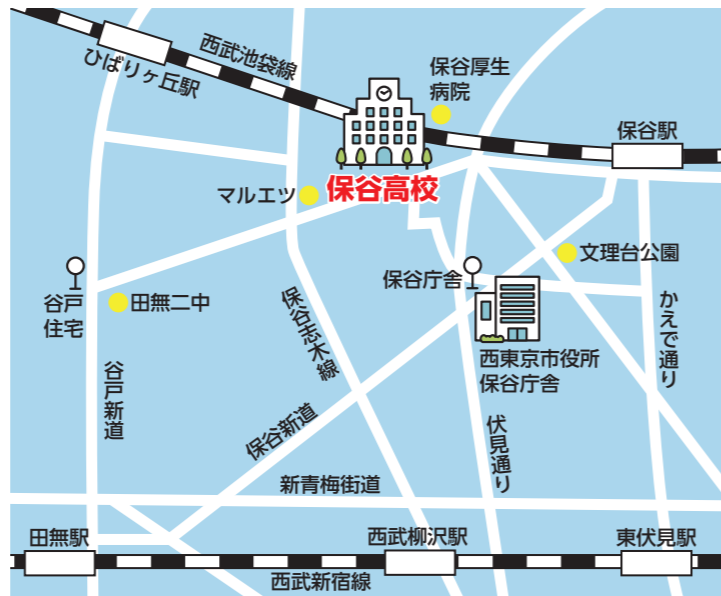 ひばりヶ丘駅
西武池袋線
保谷厚生
病院
保谷駅
マルエツ
保谷高校
文理台公園
保谷庁舎
谷戸
住宅
田無二中
保谷志木線
かえで通り
西東京市役所
保谷庁舎
谷戸新道
保谷新道
伏見通り
新青梅街道
田無駅
西武柳沢駅
東伏見駅
西武新宿線